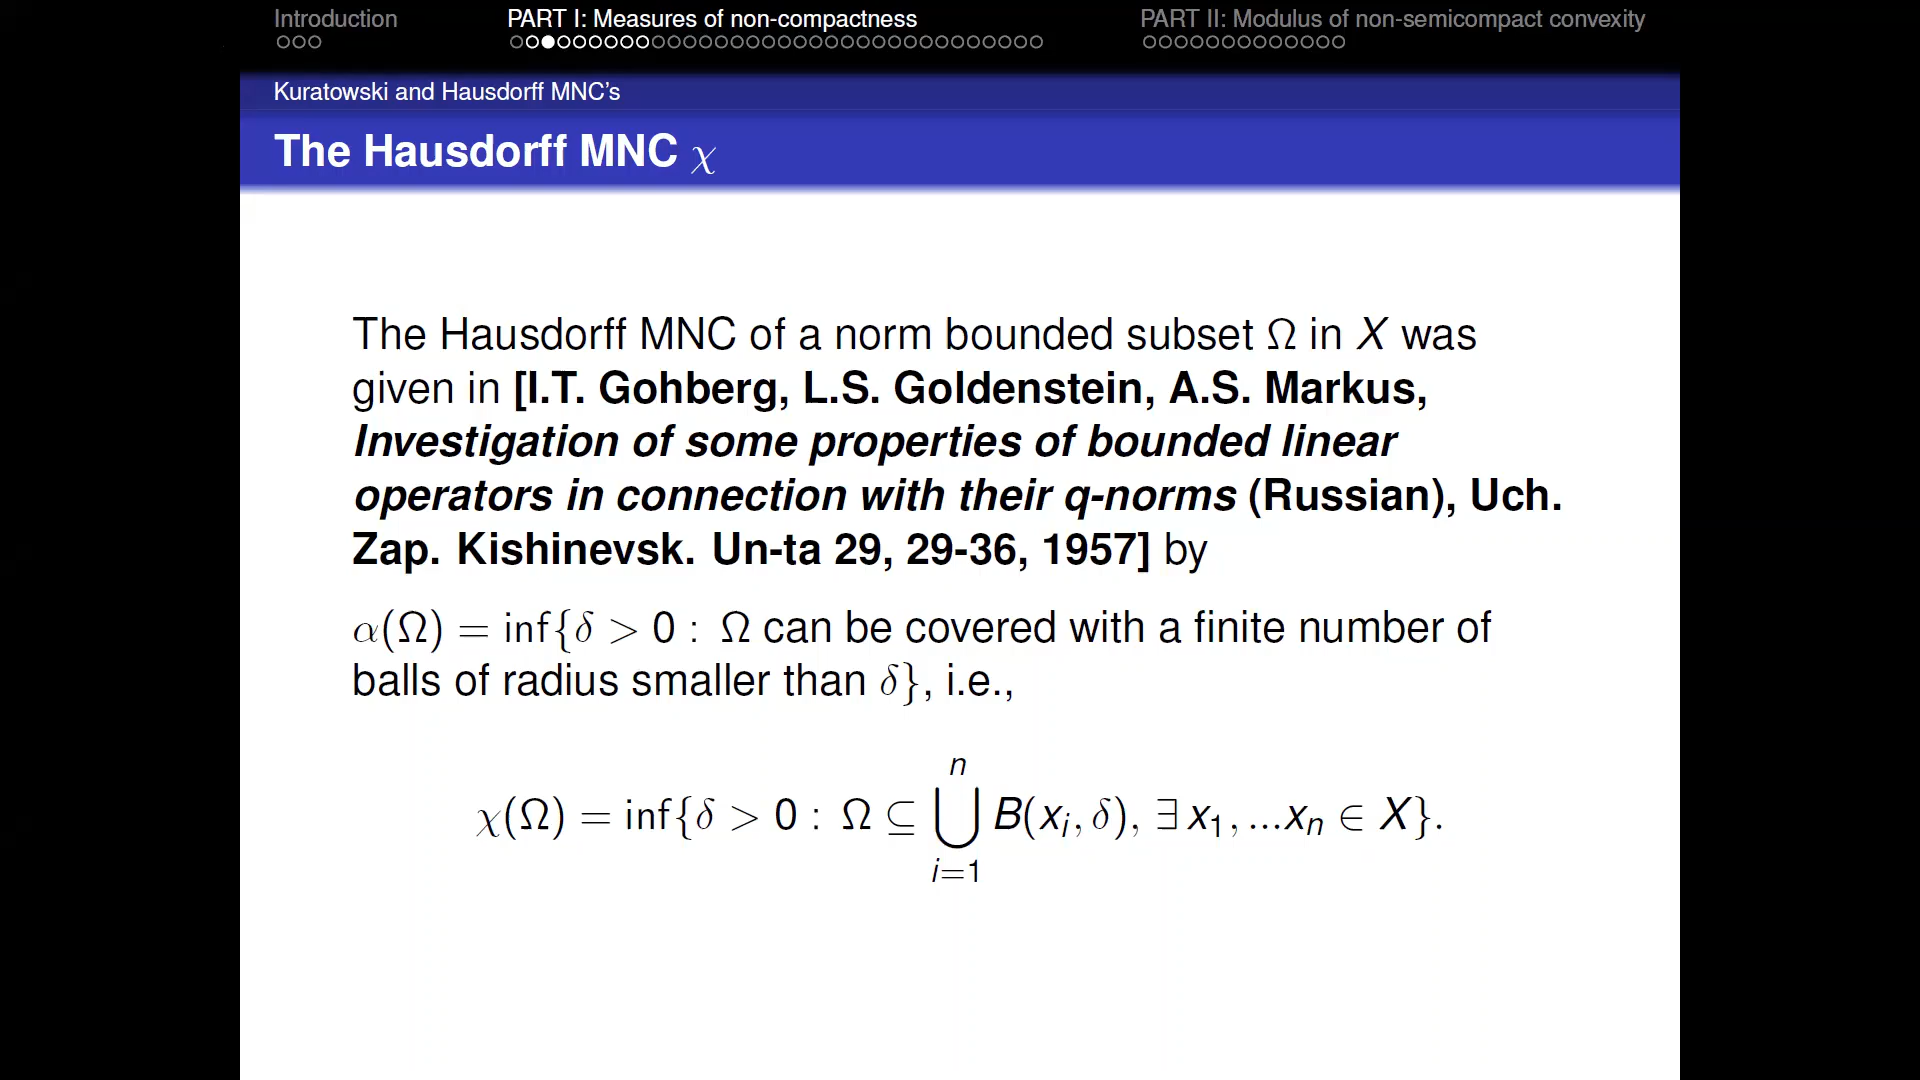 Introduction
PART I: Measures of non-compactness
PART II: Modulus of non-semicompact convexity
Kuratowski and Hausdorff MNC's
The Hausdorff MNC χ
The Hausdorff MNC of a norm bounded subset Ω in X was
given in [I.T. Gohberg, L.S. Goldenstein, A.S. Markus,
Investigation of some properties of bounded linear
operators in connection with their q-norms (Russian), Uch.
Zap. Kishinevsk. Un-ta 29, 29-36, 1957] by
α(Ω) = inf{δ > 0 : Ω can be covered with a finite number of
balls of radius smaller than δ}, i.e.,
χ(Ω) = inf{δ > 0 : Ω ⊆ ⋃_{i=1}^{n} B(x_i, δ), ∃ x_1, ...x_n ∈ X}.